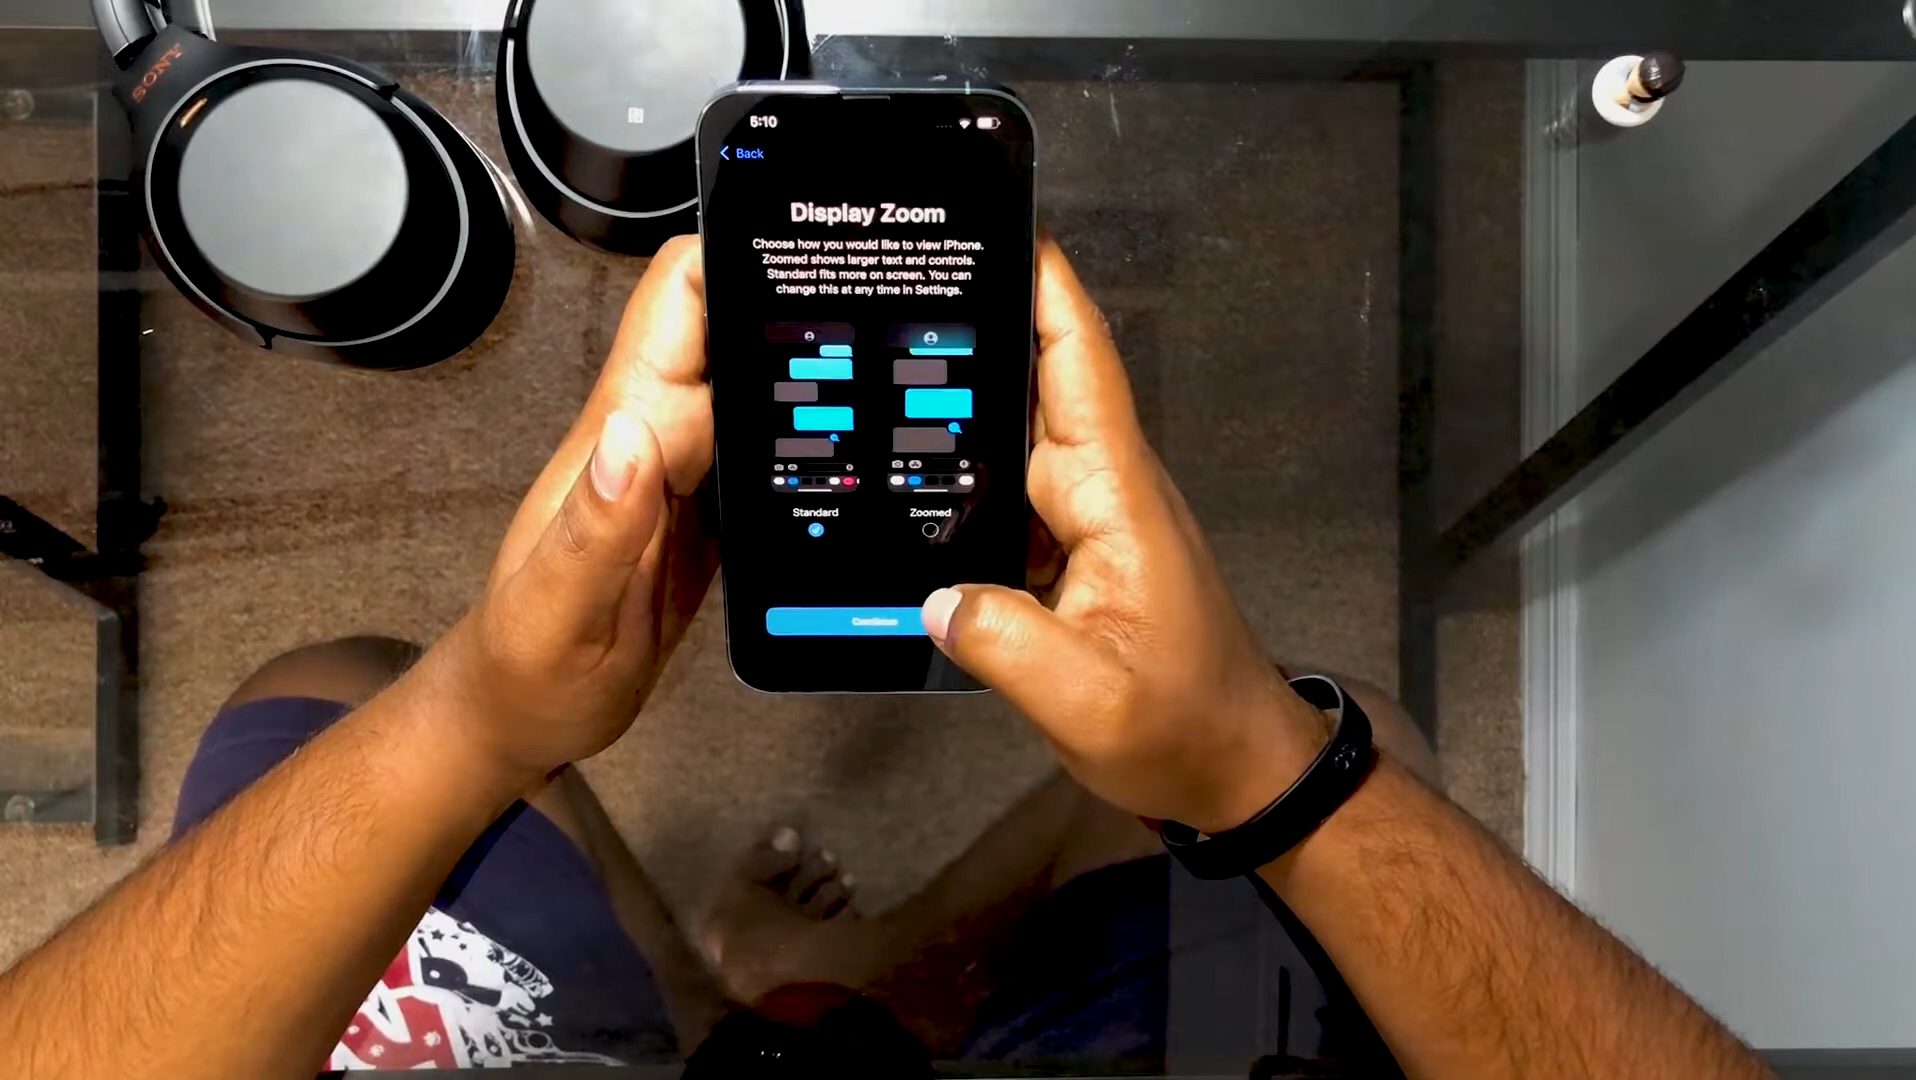 SONY
5:10
Back
Display Zoom
Choose how you would like to view iPhone.
Zoomed shows larger text and controls.
Standard fits more on screen. You can
change this at any time in Settings.
Standard
Zoomed
Continue